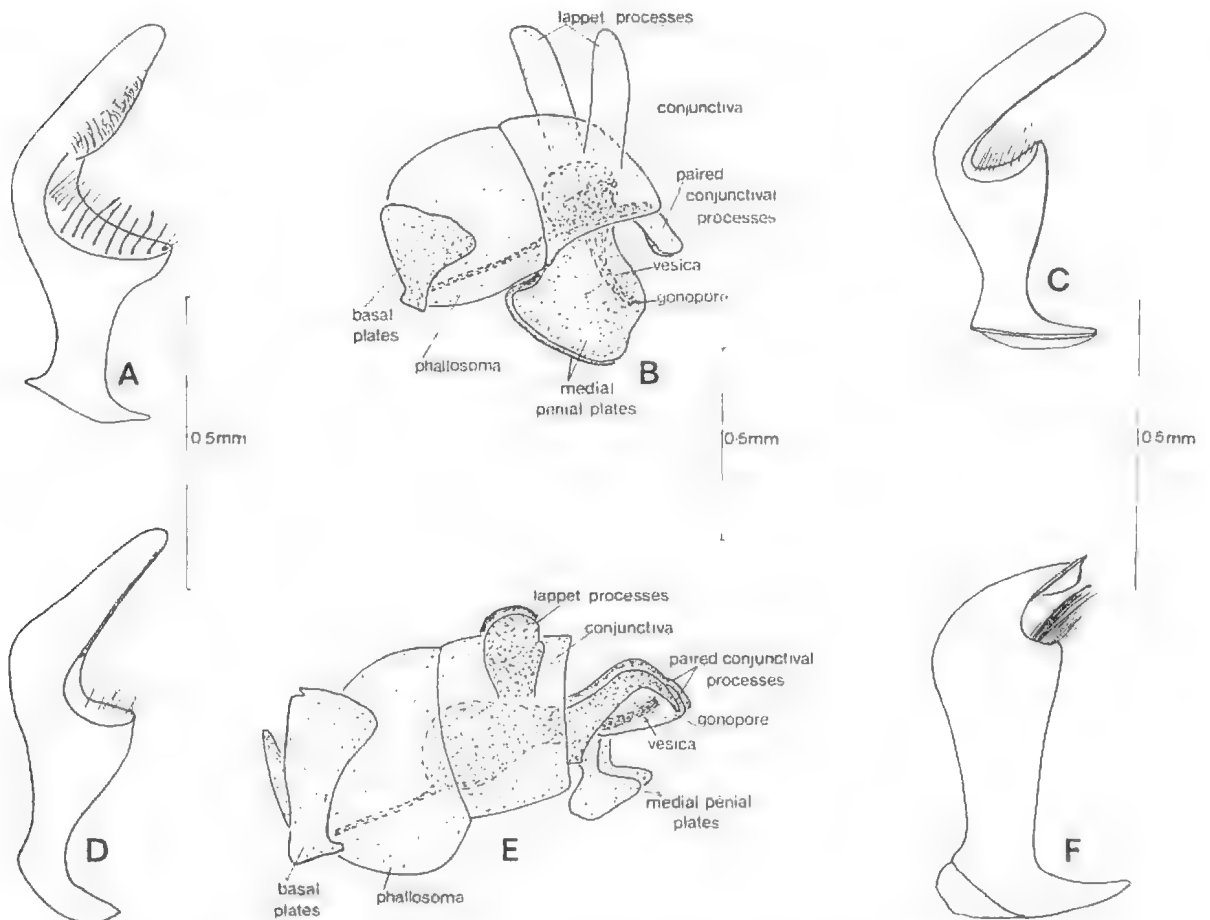 lappet processes
conjunctiva
paired
conjunctival
processes
vesica
gonopore
basal
plates
phallosoma
medial
penial plates
A
B
C
0·5mm
0·5mm
0·5mm
lappet processes
conjunctiva
paired conjunctival
processes
gonopore
vesica
medial penial
plates
basal
plates
phallosoma
D
E
F